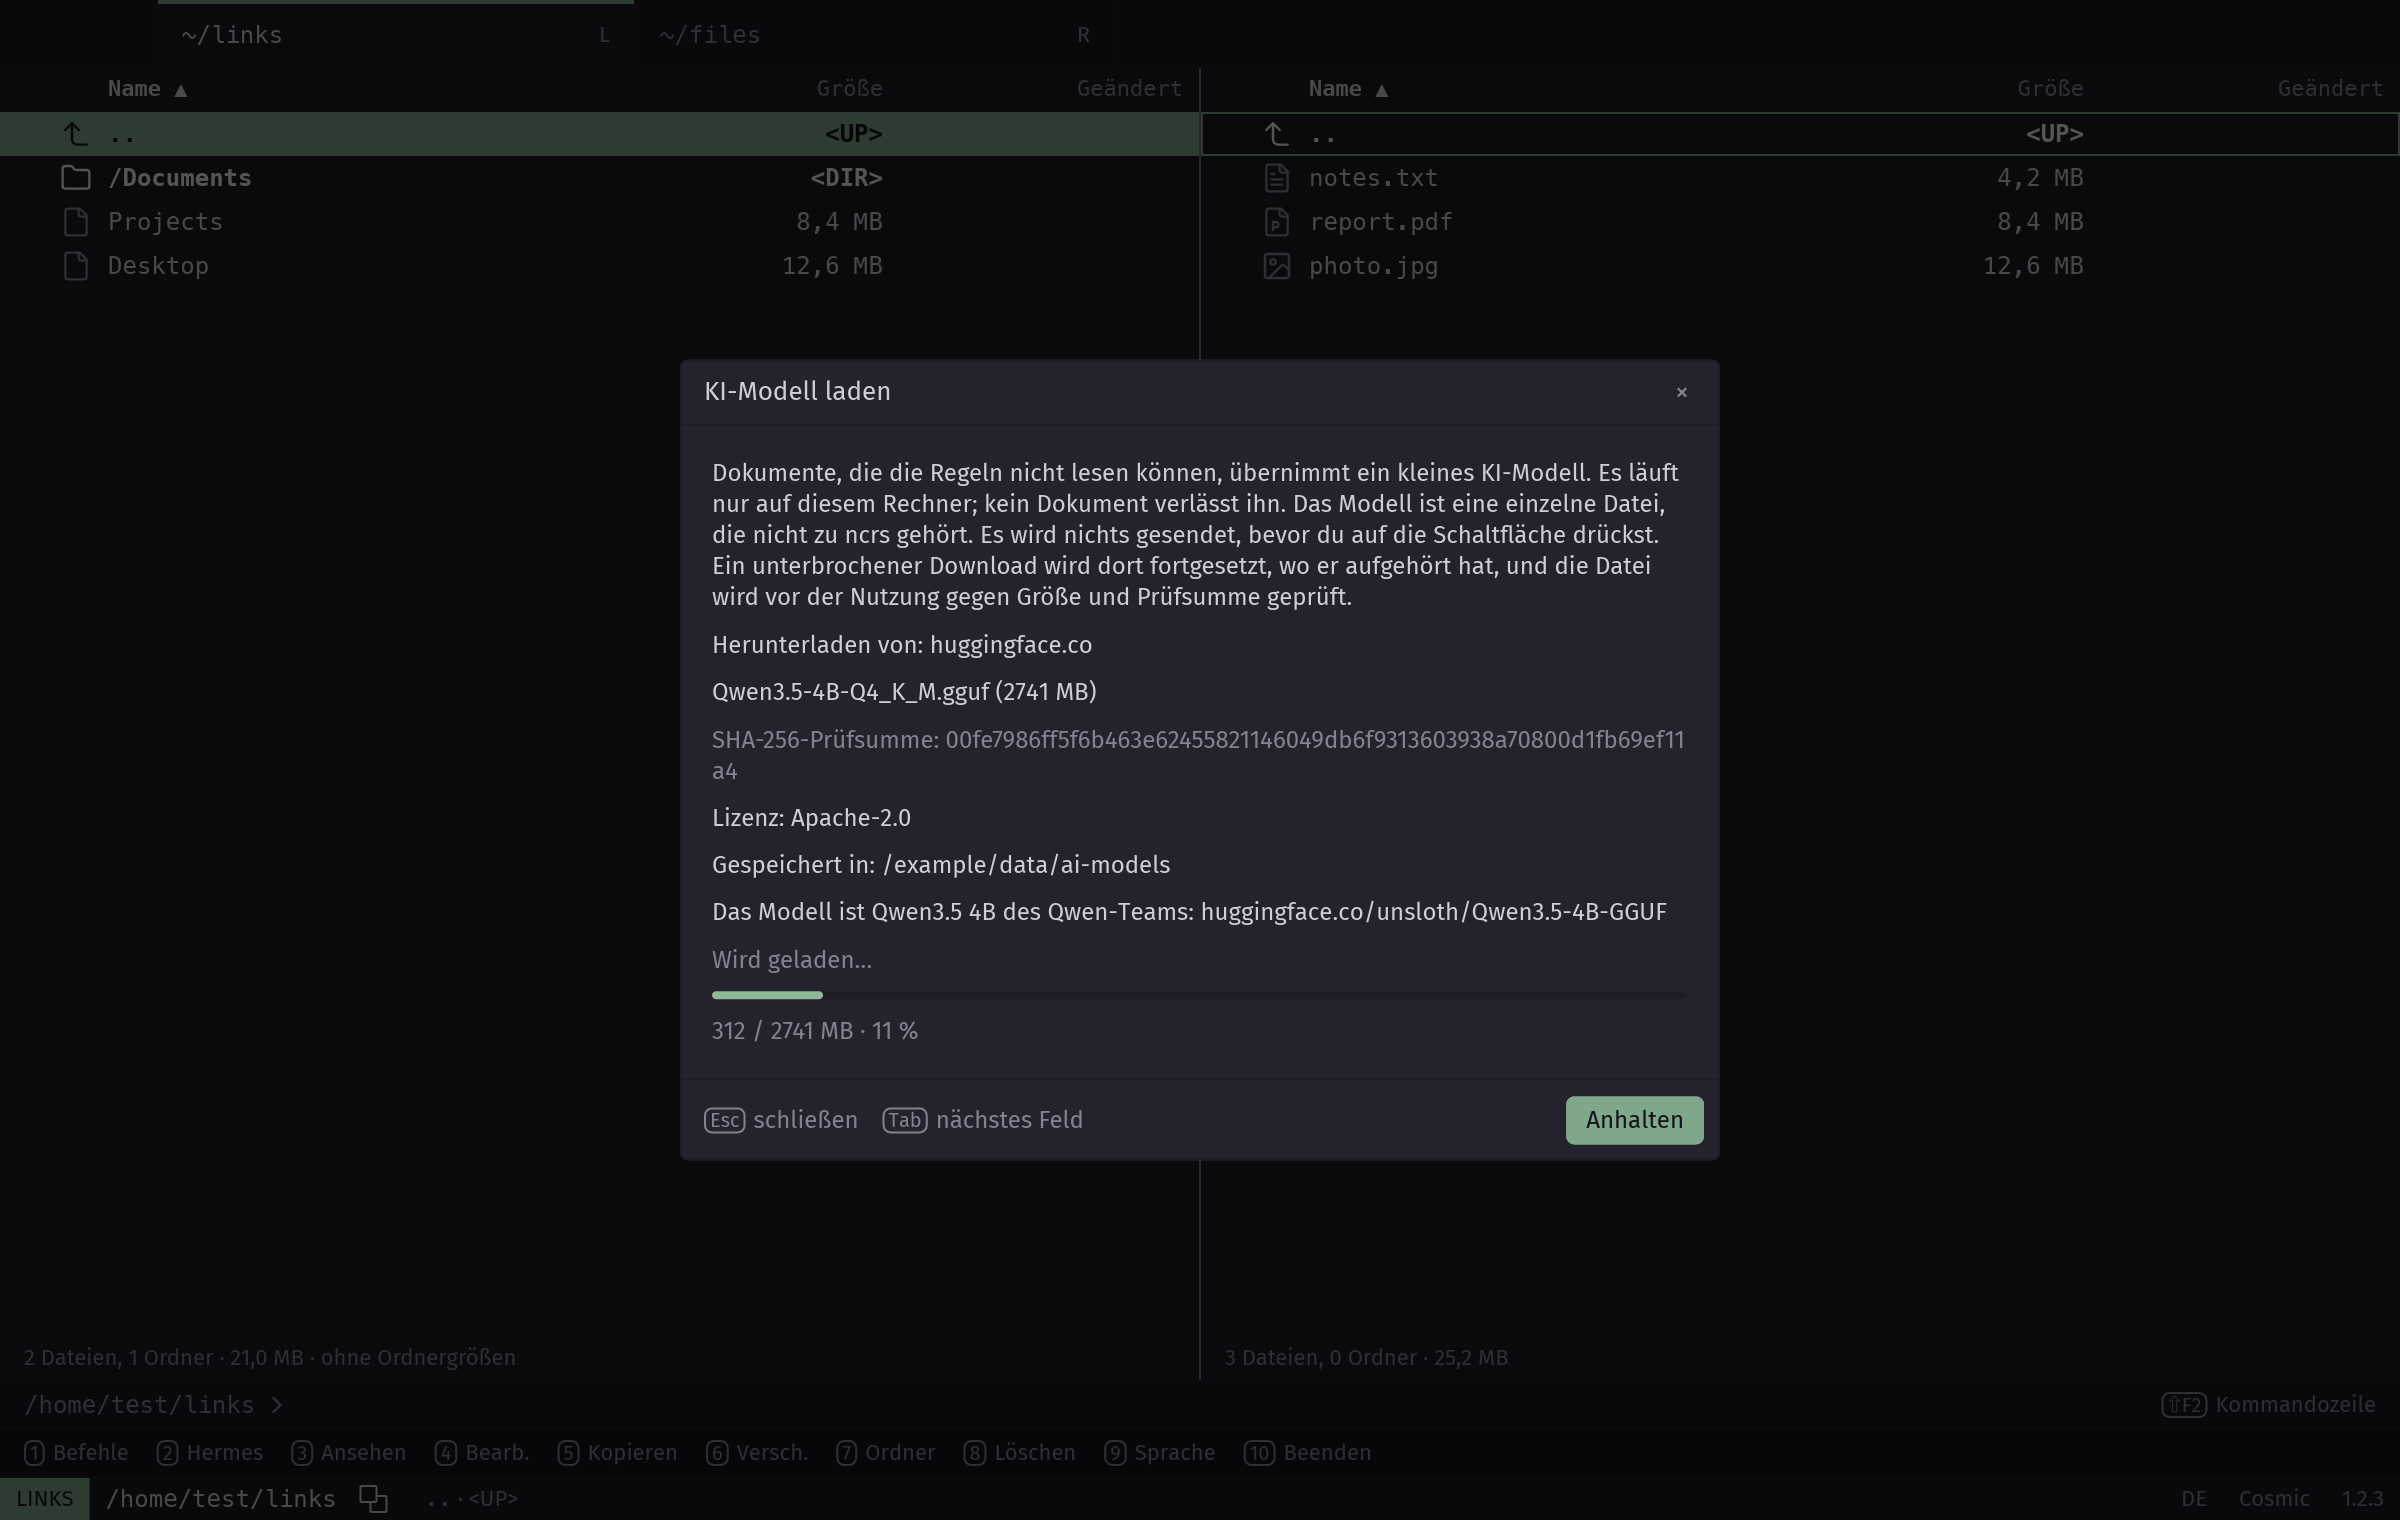 ~/links L ~/files R
Name ▲ Größe Geändert Name ▲ Größe Geändert
.. <UP> .. <UP>
/Documents <DIR> notes.txt 4,2 MB
Projects 8,4 MB report.pdf 8,4 MB
Desktop 12,6 MB photo.jpg 12,6 MB
KI-Modell laden ×
Dokumente, die die Regeln nicht lesen können, übernimmt ein kleines KI-Modell. Es läuft
nur auf diesem Rechner; kein Dokument verlässt ihn. Das Modell ist eine einzelne Datei,
die nicht zu ncrs gehört. Es wird nichts gesendet, bevor du auf die Schaltfläche drückst.
Ein unterbrochener Download wird dort fortgesetzt, wo er aufgehört hat, und die Datei
wird vor der Nutzung gegen Größe und Prüfsumme geprüft.
Herunterladen von: huggingface.co
Qwen3.5-4B-Q4_K_M.gguf (2741 MB)
SHA-256-Prüfsumme: 00fe7986ff5f6b463e62455821146049db6f9313603938a70800d1fb69ef11
a4
Lizenz: Apache-2.0
Gespeichert in: /example/data/ai-models
Das Modell ist Qwen3.5 4B des Qwen-Teams: huggingface.co/unsloth/Qwen3.5-4B-GGUF
Wird geladen...
312 / 2741 MB · 11 %
Esc schließen Tab nächstes Feld Anhalten
2 Dateien, 1 Ordner · 21,0 MB · ohne Ordnergrößen 3 Dateien, 0 Ordner · 25,2 MB
/home/test/links > ⇧F2 Kommandozeile
1 Befehle 2 Hermes 3 Ansehen 4 Bearb. 5 Kopieren 6 Versch. 7 Ordner 8 Löschen 9 Sprache 10 Beenden
LINKS /home/test/links .. · <UP> DE Cosmic 1.2.3